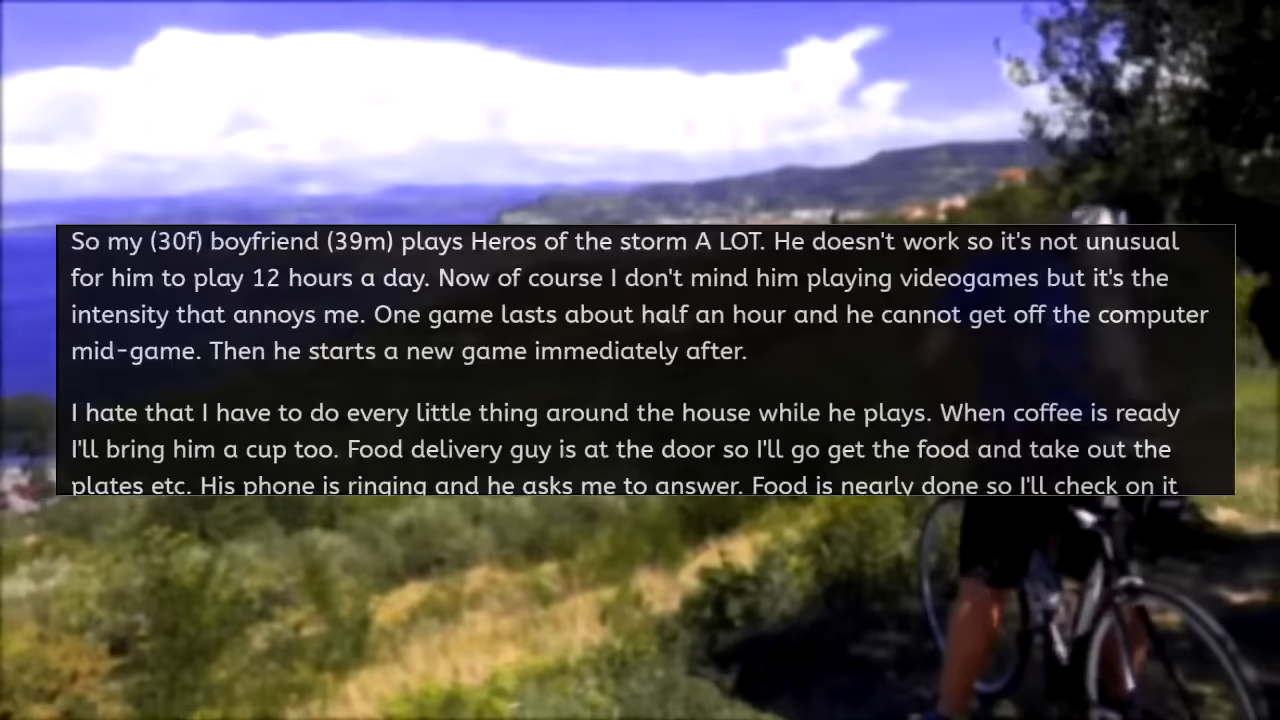 So my (30f) boyfriend (39m) plays Heros of the storm A LOT. He doesn't work so it's not unusual
for him to play 12 hours a day. Now of course I don't mind him playing videogames but it's the
intensity that annoys me. One game lasts about half an hour and he cannot get off the computer
mid-game. Then he starts a new game immediately after.
I hate that I have to do every little thing around the house while he plays. When coffee is ready
I'll bring him a cup too. Food delivery guy is at the door so I'll go get the food and take out the
plates etc. His phone is ringing and he asks me to answer. Food is nearly done so I'll check on it